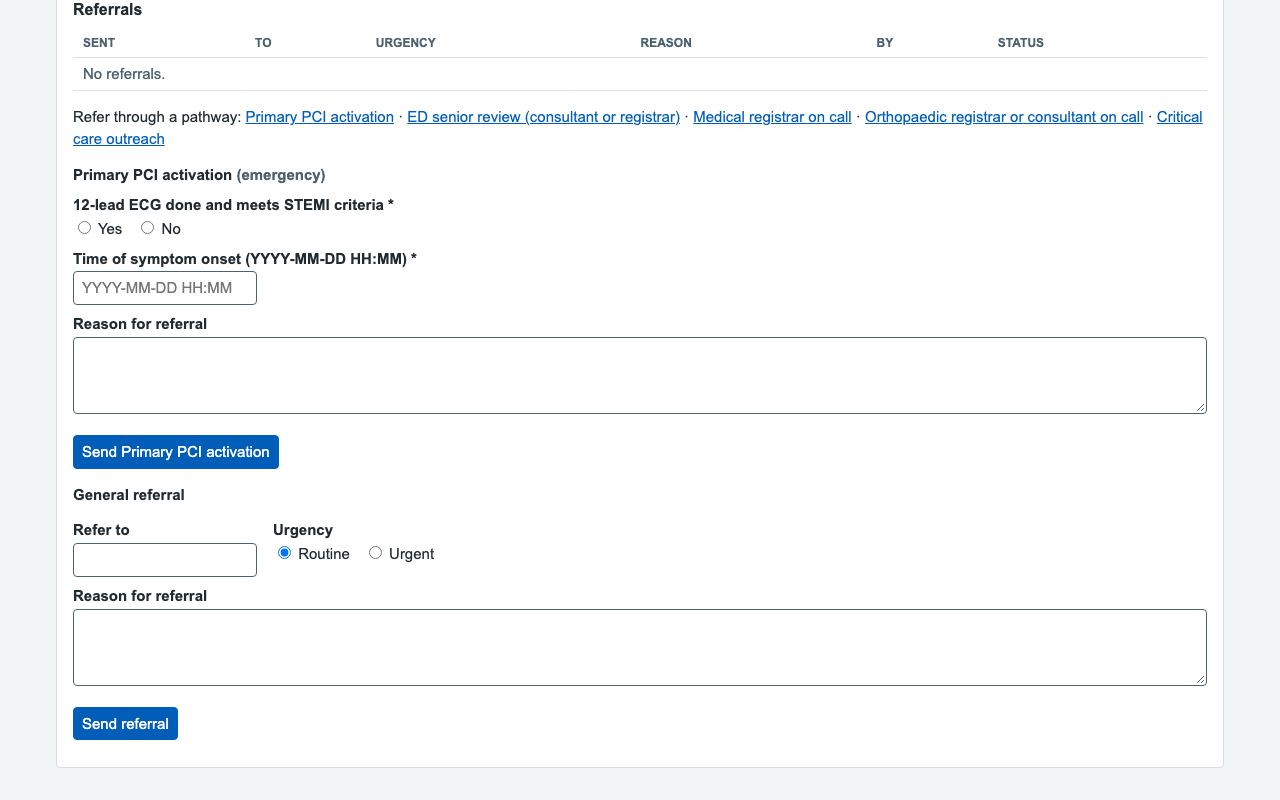 Referrals
SENT TO URGENCY REASON BY STATUS
No referrals.
Refer through a pathway: Primary PCI activation · ED senior review (consultant or registrar) · Medical registrar on call · Orthopaedic registrar or consultant on call · Critical
care outreach
Primary PCI activation (emergency)
12-lead ECG done and meets STEMI criteria *
Yes No
Time of symptom onset (YYYY-MM-DD HH:MM) *
YYYY-MM-DD HH:MM
Reason for referral
Send Primary PCI activation
General referral
Refer to Urgency
Routine Urgent
Reason for referral
Send referral